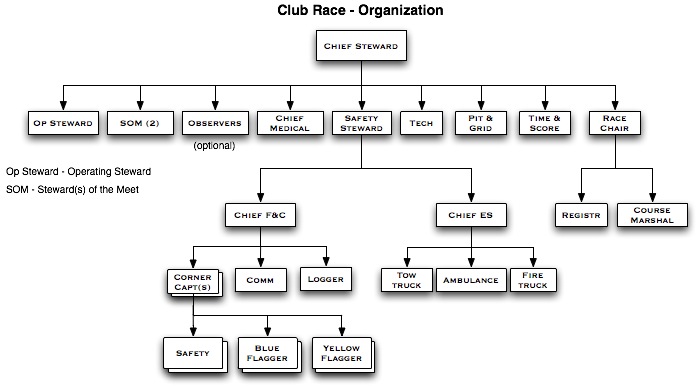 Club Race - Organization
CHIEF STEWARD
OP STEWARD
SOM (2)
OBSERVERS
(optional)
CHIEF
MEDICAL
SAFETY
STEWARD
TECH
PIT &
GRID
TIME &
SCORE
RACE
CHAIR
Op Steward - Operating Steward
SOM - Steward(s) of the Meet
CHIEF F&C
CHIEF ES
REGISTR
COURSE
MARSHAL
CORNER
CAPT(S)
COMM
LOGGER
TOW
TRUCK
AMBULANCE
FIRE
TRUCK
SAFETY
BLUE
FLAGGER
YELLOW
FLAGGER